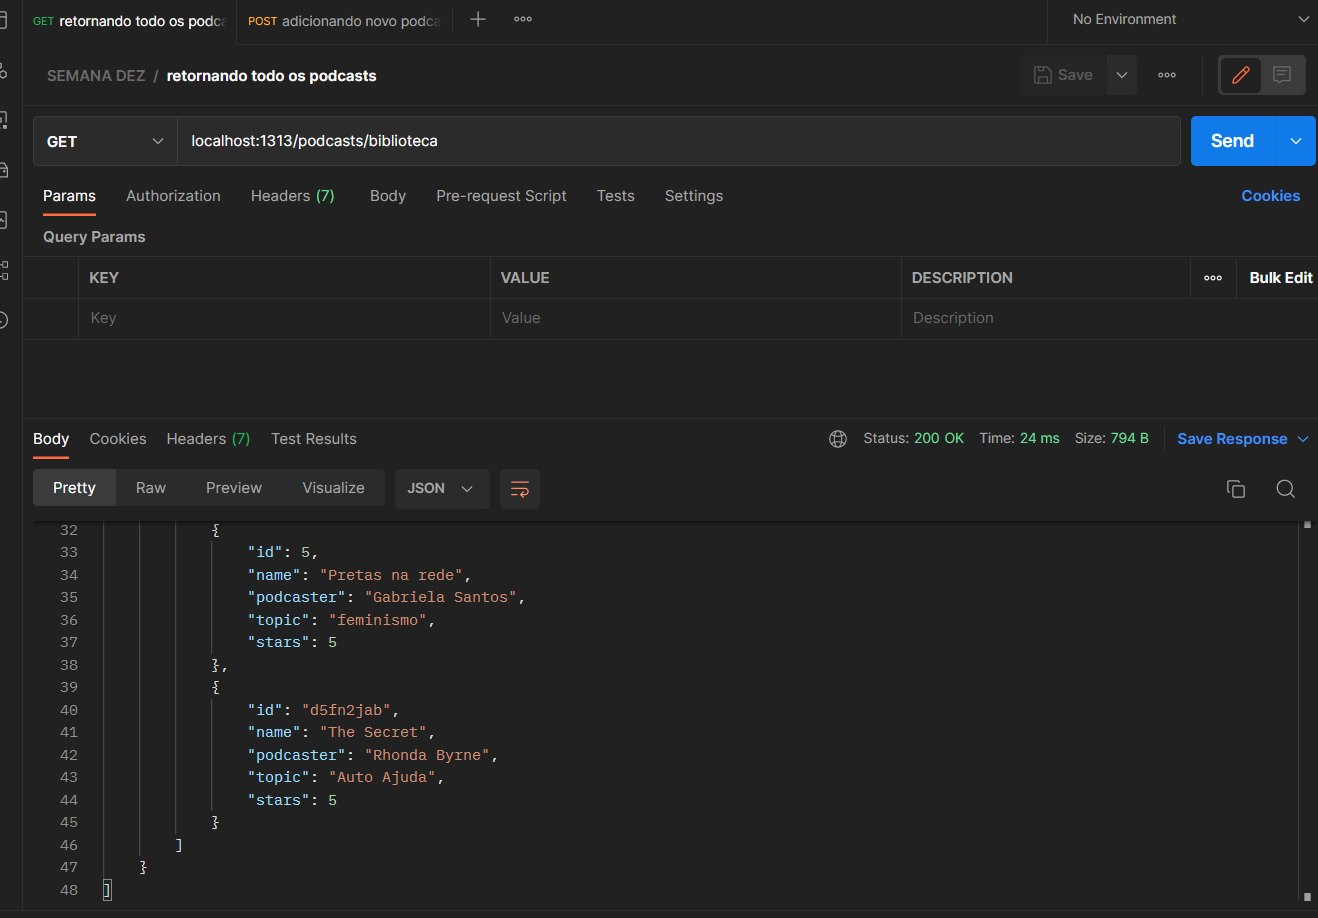 GET retornando todo os podca
POST adicionando novo podca
No Environment
SEMANA DEZ / retornando todo os podcasts
Save
GET
localhost:1313/podcasts/biblioteca
Send
Params Authorization Headers (7) Body Pre-request Script Tests Settings Cookies
Query Params
KEY VALUE DESCRIPTION Bulk Edit
Key Value Description
Body Cookies Headers (7) Test Results Status: 200 OK Time: 24 ms Size: 794 B Save Response
Pretty Raw Preview Visualize JSON
32 {
33 "id": 5,
34 "name": "Pretas na rede",
35 "podcaster": "Gabriela Santos",
36 "topic": "feminismo",
37 "stars": 5
38 },
39 {
40 "id": "d5fn2jab",
41 "name": "The Secret",
42 "podcaster": "Rhonda Byrne",
43 "topic": "Auto Ajuda",
44 "stars": 5
45 }
46 ]
47 }
48 ]